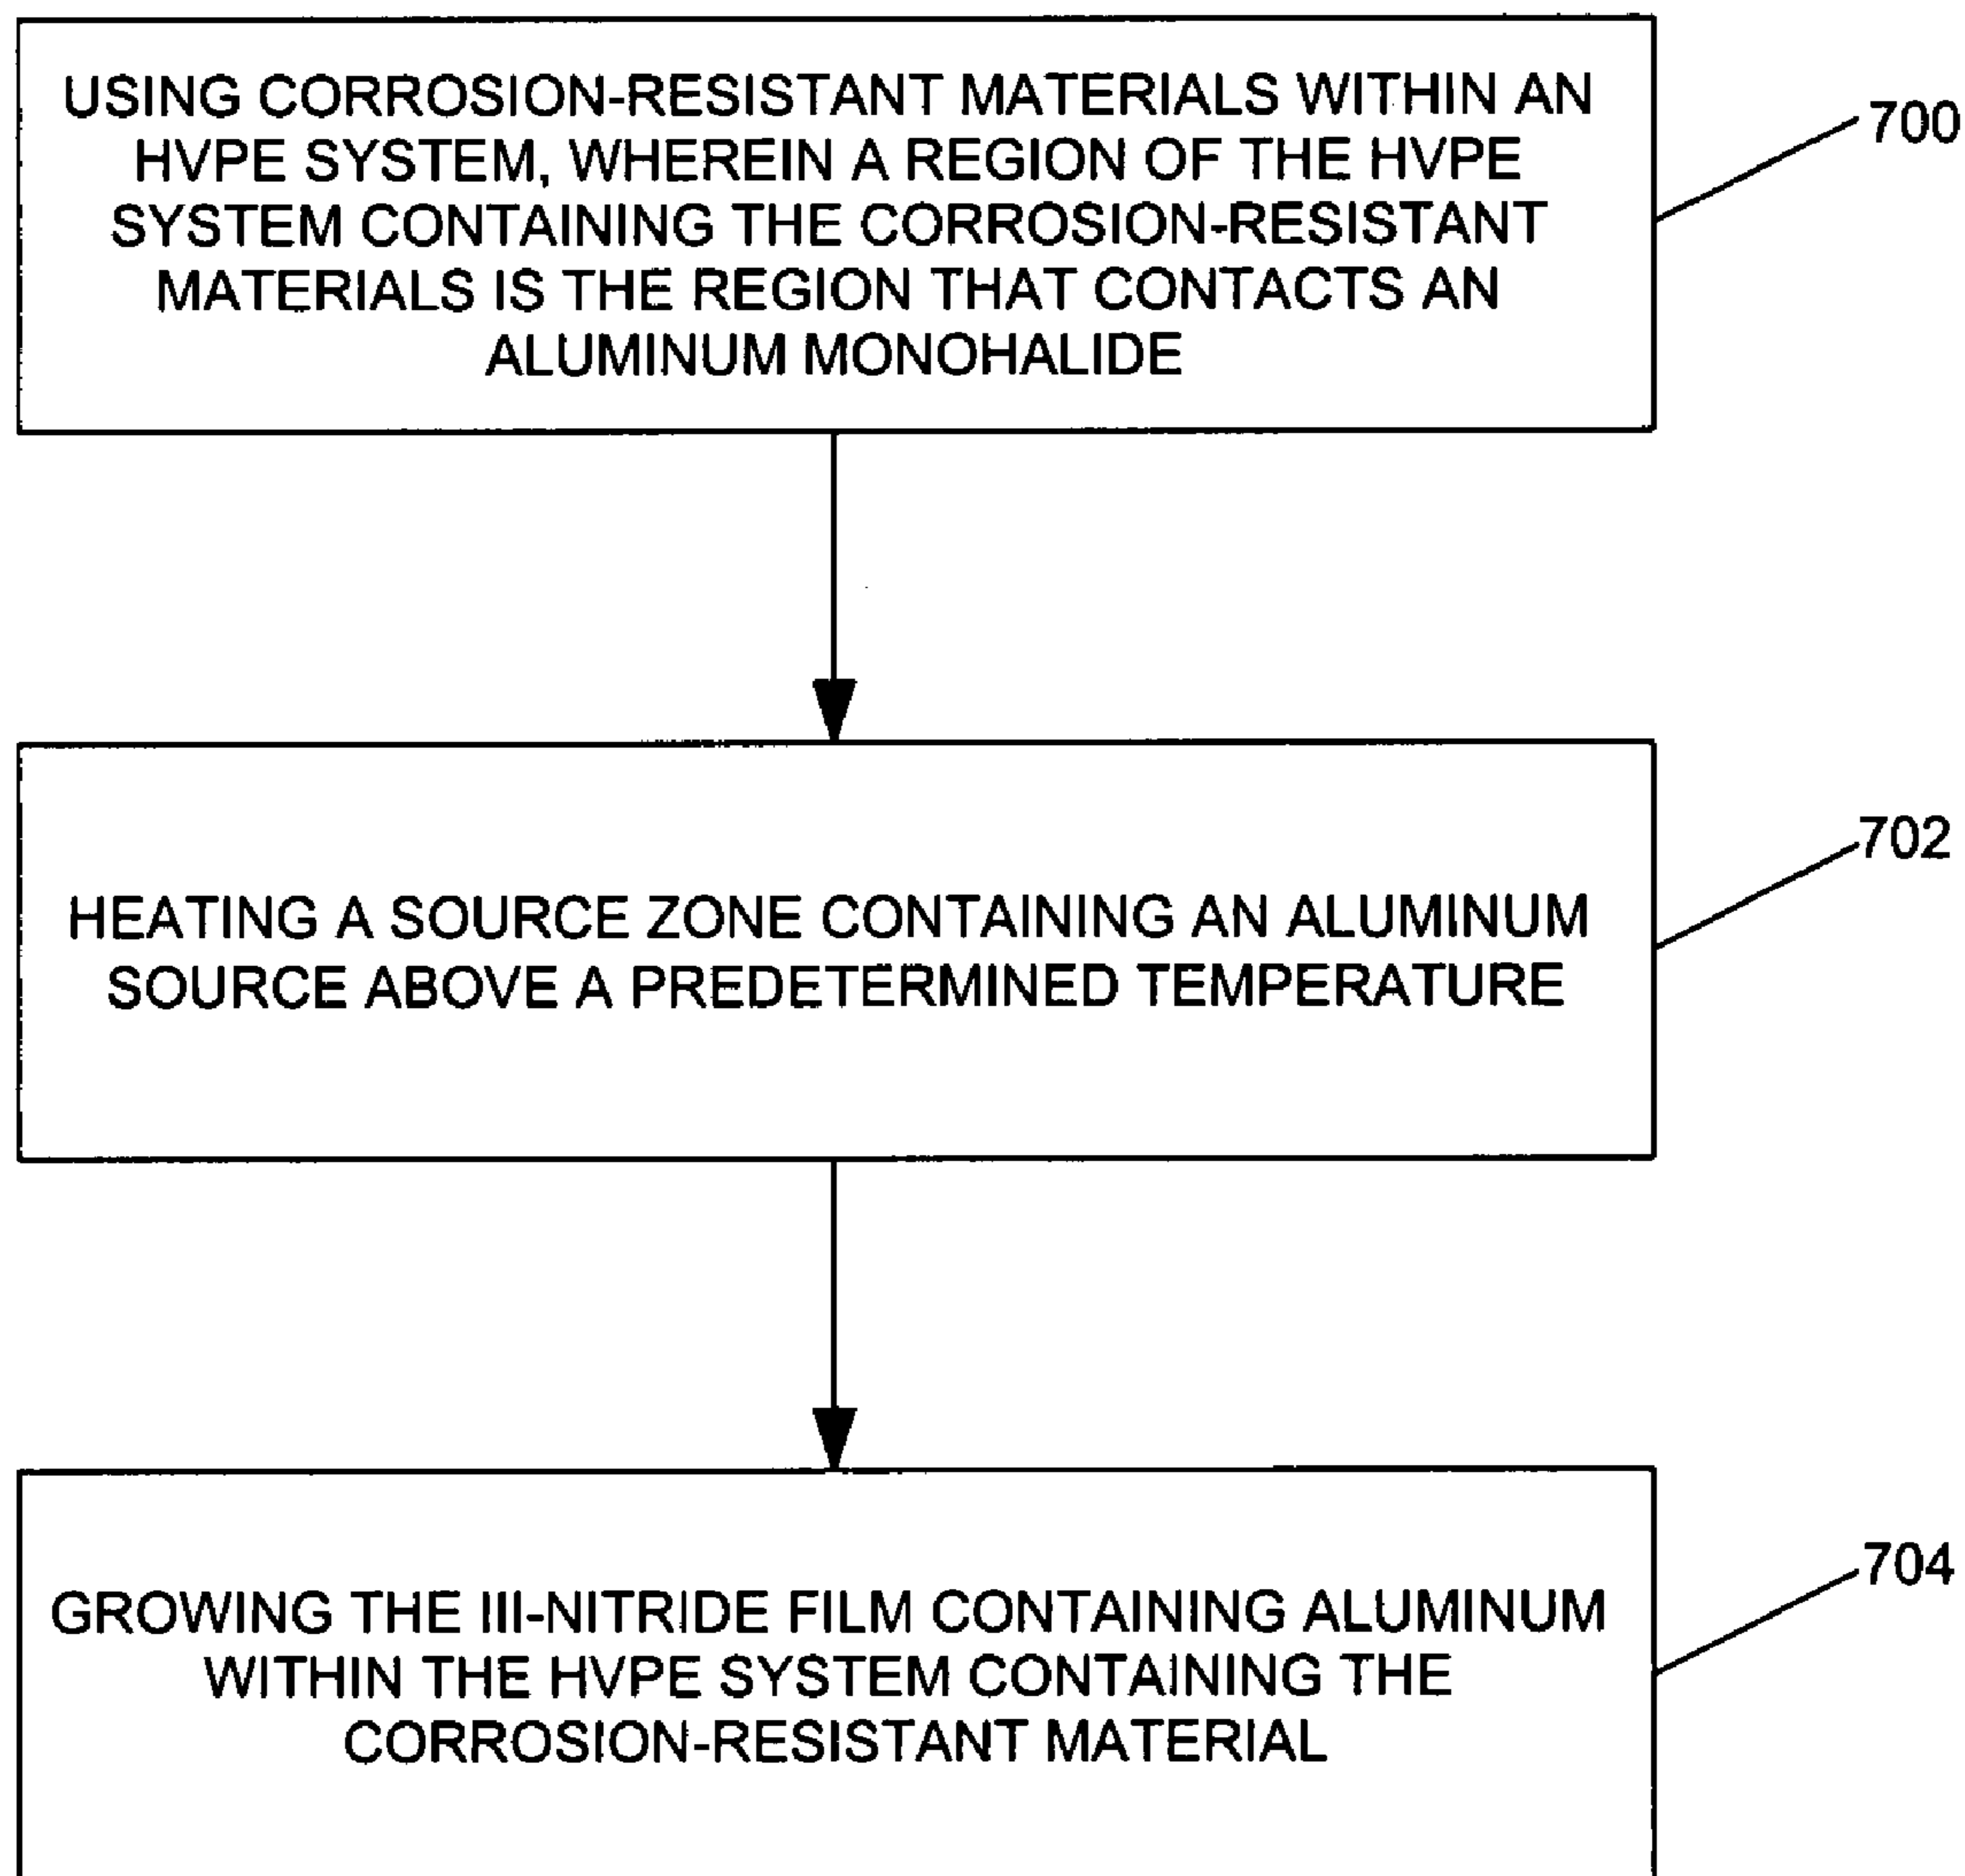 USING CORROSION-RESISTANT MATERIALS WITHIN AN
HVPE SYSTEM, WHEREIN A REGION OF THE HVPE
SYSTEM CONTAINING THE CORROSION-RESISTANT
MATERIALS IS THE REGION THAT CONTACTS AN
ALUMINUM MONOHALIDE
700
HEATING A SOURCE ZONE CONTAINING AN ALUMINUM
SOURCE ABOVE A PREDETERMINED TEMPERATURE
702
GROWING THE III-NITRIDE FILM CONTAINING ALUMINUM
WITHIN THE HVPE SYSTEM CONTAINING THE
CORROSION-RESISTANT MATERIAL
704